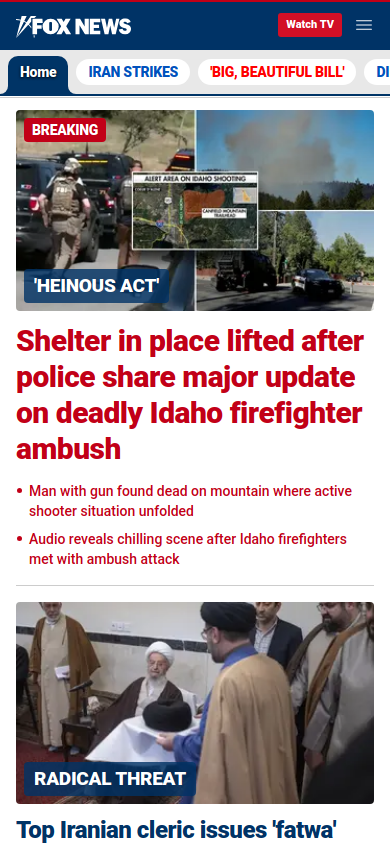 FOX NEWS
Watch TV
Home
IRAN STRIKES
'BIG, BEAUTIFUL BILL'
DI
BREAKING
FBI
ALERT AREA ON IDAHO SHOOTING
CANFIELD MOUNTAIN
TRAILHEAD
'HEINOUS ACT'
Shelter in place lifted after
police share major update
on deadly Idaho firefighter
ambush
• Man with gun found dead on mountain where active
shooter situation unfolded
• Audio reveals chilling scene after Idaho firefighters
met with ambush attack
RADICAL THREAT
Top Iranian cleric issues 'fatwa'